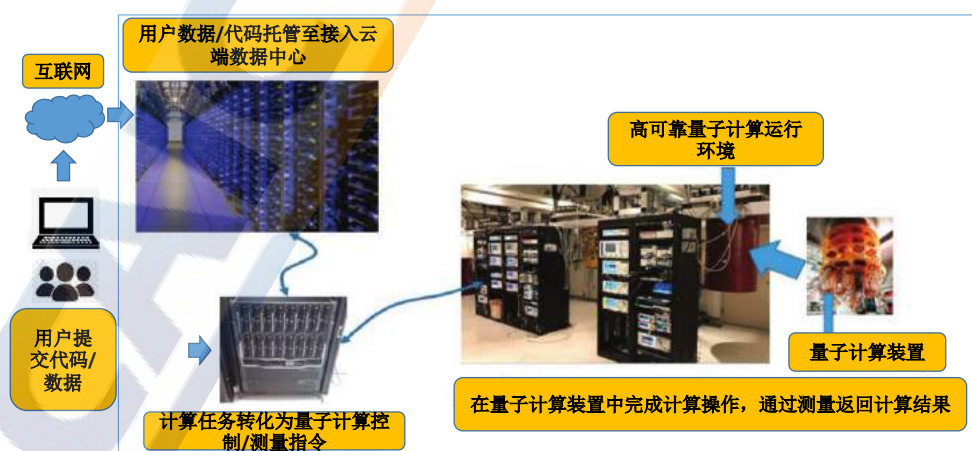 用户数据/代码托管至接入云
端数据中心
互联网
高可靠量子计算运行
环境
用户提
交代码/
数据
量子计算装置
计算任务转化为量子计算控
制/测量指令
在量子计算装置中完成计算操作，通过测量返回计算结果